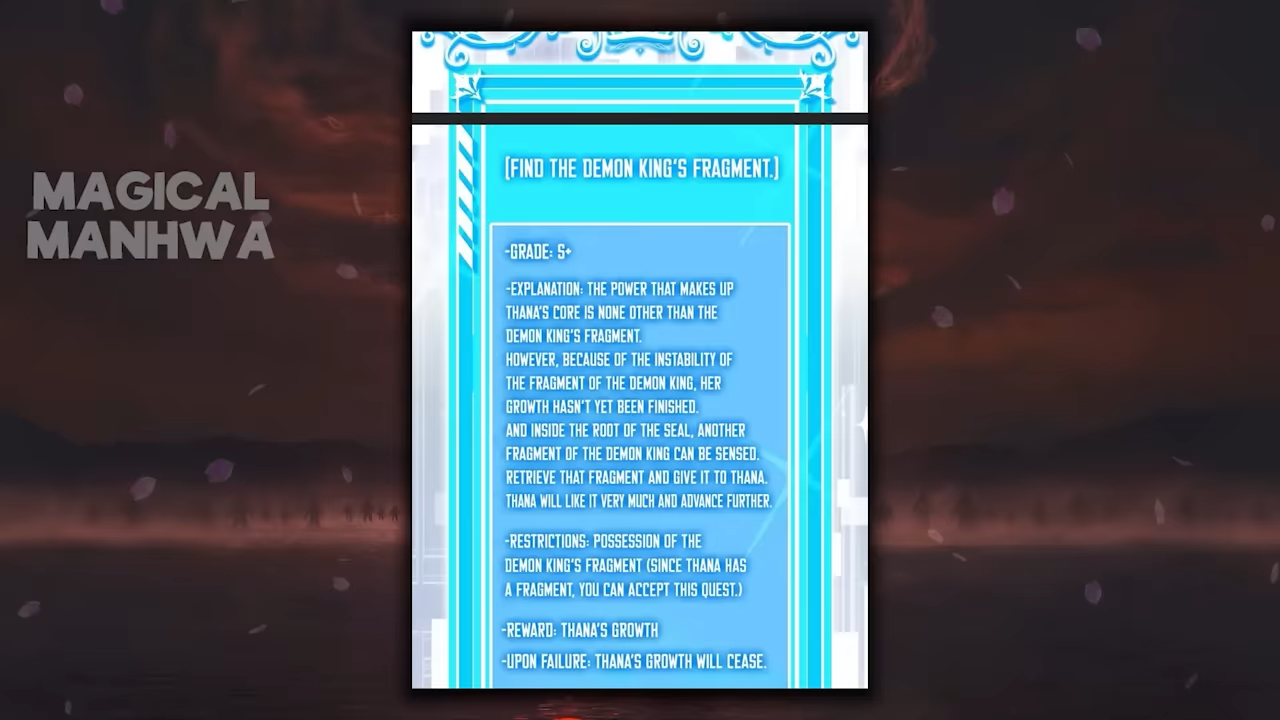 MAGICAL
MANHWA
[FIND THE DEMON KING'S FRAGMENT.]
-GRADE: S+
-EXPLANATION: THE POWER THAT MAKES UP
THANA'S CORE IS NONE OTHER THAN THE
DEMON KING'S FRAGMENT.
HOWEVER, BECAUSE OF THE INSTABILITY OF
THE FRAGMENT OF THE DEMON KING, HER
GROWTH HASN'T YET BEEN FINISHED.
AND INSIDE THE ROOT OF THE SEAL, ANOTHER
FRAGMENT OF THE DEMON KING CAN BE SENSED.
RETRIEVE THAT FRAGMENT AND GIVE IT TO THANA.
THANA WILL LIKE IT VERY MUCH AND ADVANCE FURTHER.
-RESTRICTIONS: POSSESSION OF THE
DEMON KING'S FRAGMENT (SINCE THANA HAS
A FRAGMENT, YOU CAN ACCEPT THIS QUEST.)
-REWARD: THANA'S GROWTH
-UPON FAILURE: THANA'S GROWTH WILL CEASE.